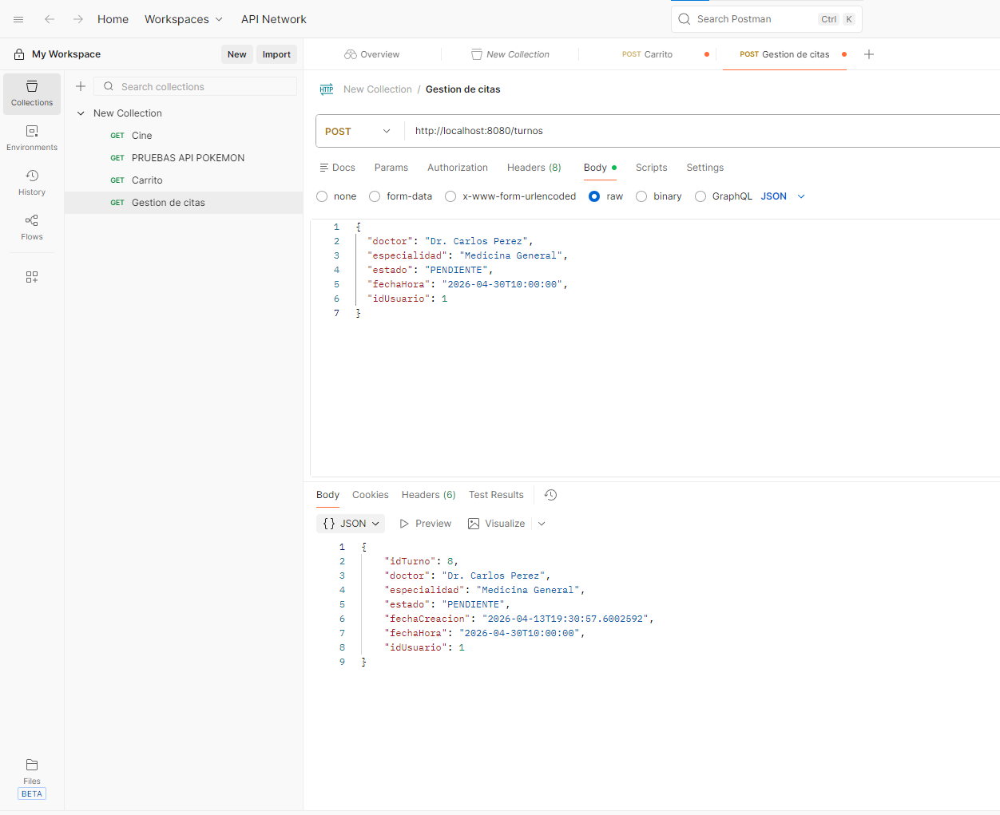 Home Workspaces API Network Search Postman Ctrl K
My Workspace New Import
Overview New Collection POST Carrito POST Gestion de citas
Collections
Environments
History
Flows
Files
BETA
Search collections
New Collection
GET Cine
GET PRUEBAS API POKEMON
GET Carrito
GET Gestion de citas
HTTP New Collection / Gestion de citas
POST http://localhost:8080/turnos
Docs Params Authorization Headers (8) Body Scripts Settings
none form-data x-www-form-urlencoded raw binary GraphQL JSON
1 {
2 "doctor": "Dr. Carlos Perez",
3 "especialidad": "Medicina General",
4 "estado": "PENDIENTE",
5 "fechaHora": "2026-04-30T10:00:00",
6 "idUsuario": 1
7 }
Body Cookies Headers (6) Test Results
{} JSON Preview Visualize
1 {
2 "idTurno": 8,
3 "doctor": "Dr. Carlos Perez",
4 "especialidad": "Medicina General",
5 "estado": "PENDIENTE",
6 "fechaCreacion": "2026-04-13T19:30:57.6002592",
7 "fechaHora": "2026-04-30T10:00:00",
8 "idUsuario": 1
9 }